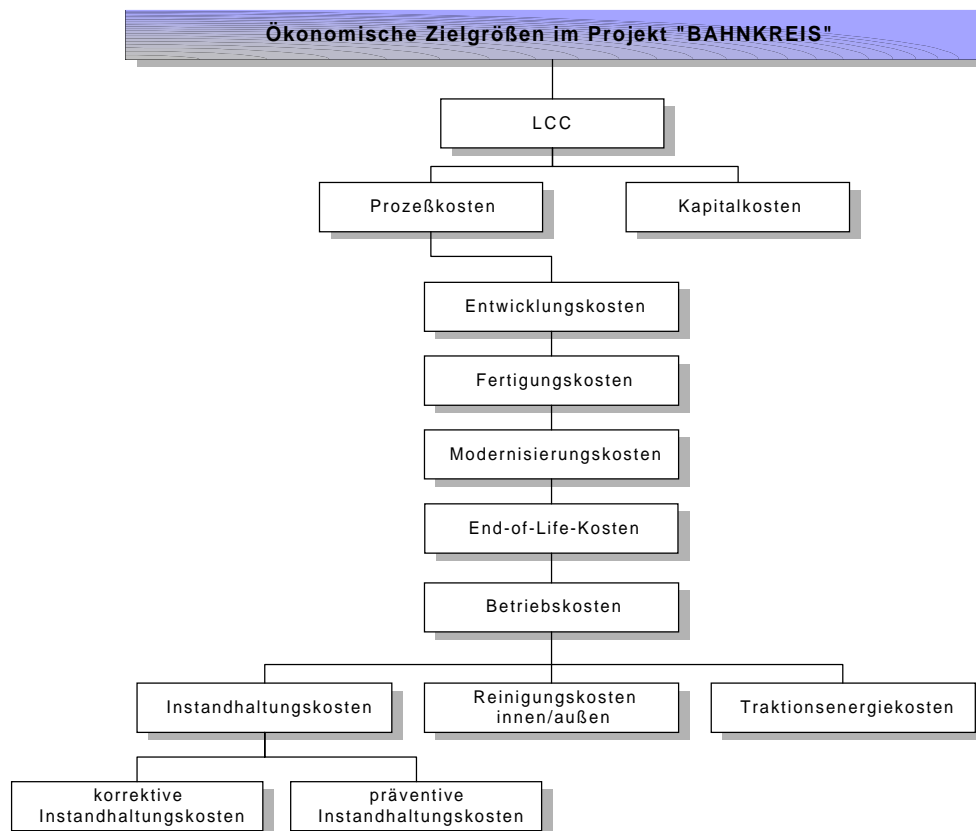 Ökonomische Zielgrößen im Projekt "BAHNKREIS"
LCC
Prozeßkosten
Kapitalkosten
Entwicklungskosten
Fertigungskosten
Modernisierungskosten
End-of-Life-Kosten
Betriebskosten
Instandhaltungskosten
Reinigungskosten
innen/außen
Traktionsenergiekosten
korrektive
Instandhaltungskosten
präventive
Instandhaltungskosten